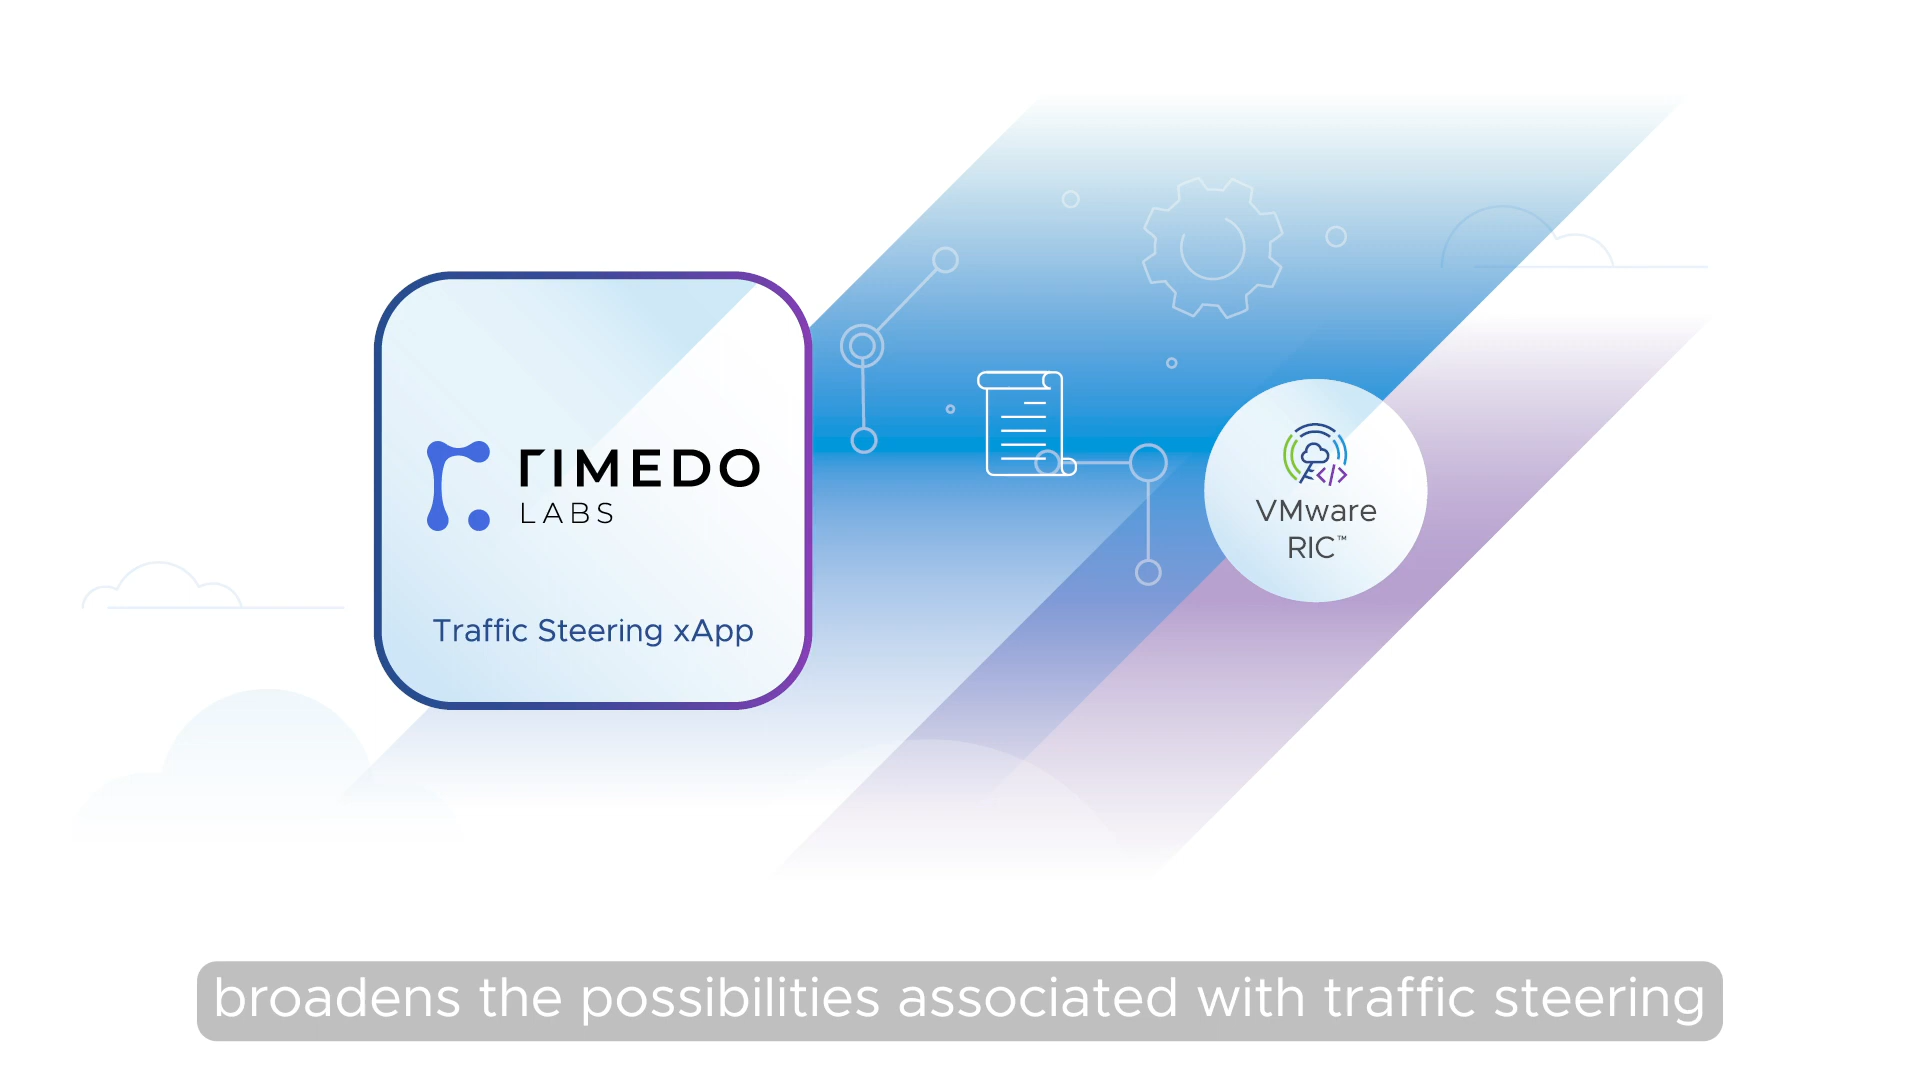 RIMEDO
LABS
Traffic Steering xApp
</>
VMware
RIC™
broadens the possibilities associated with traffic steering